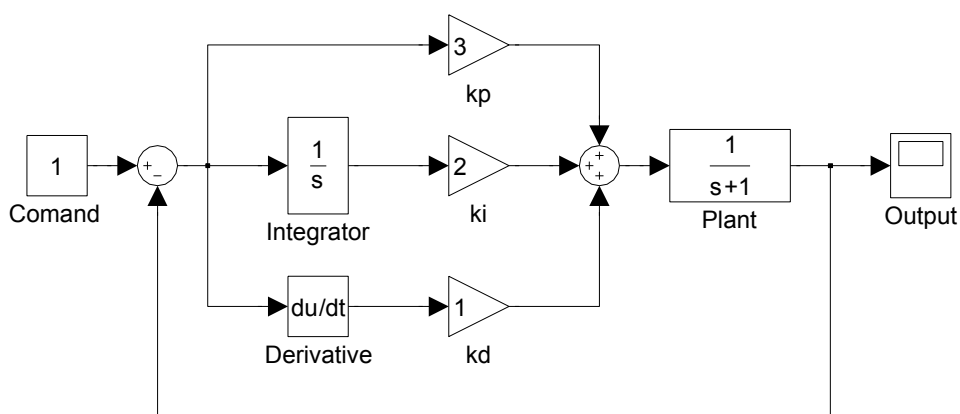 3
kp
+
−
1
Comand
1
s
Integrator
2
ki
+
+
+
1
s+1
Plant
Output
du/dt
Derivative
1
kd